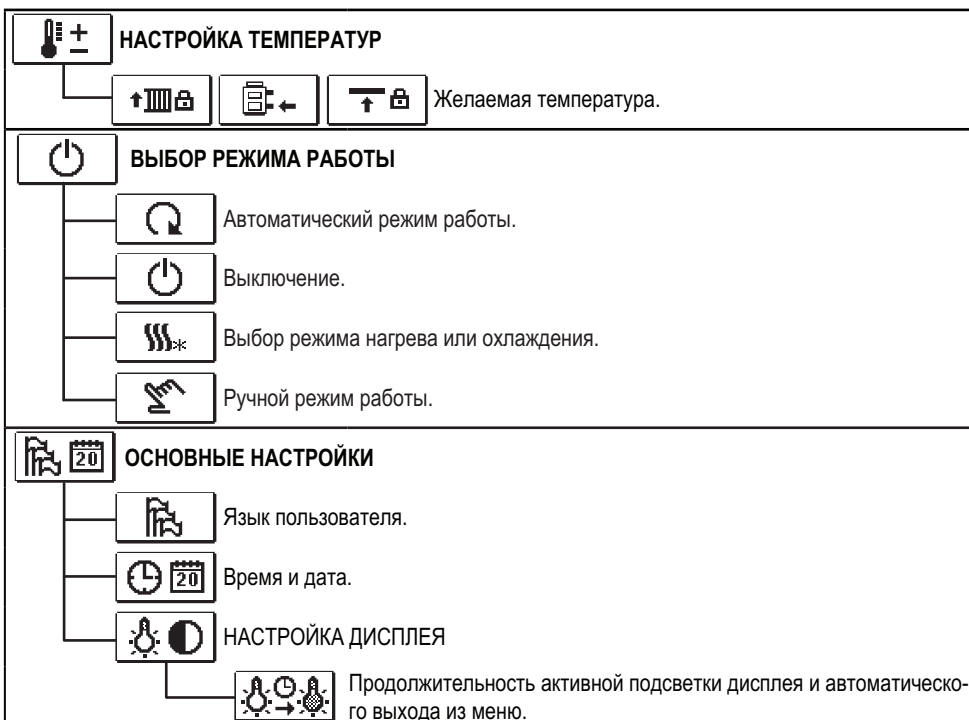 НАСТРОЙКА ТЕМПЕРАТУР
Желаемая температура.
ВЫБОР РЕЖИМА РАБОТЫ
Автоматический режим работы.
Выключение.
Выбор режима нагрева или охлаждения.
Ручной режим работы.
20 ОСНОВНЫЕ НАСТРОЙКИ
Язык пользователя.
20 Время и дата.
НАСТРОЙКА ДИСПЛЕЯ
Продолжительность активной подсветки дисплея и автоматическо-
го выхода из меню.